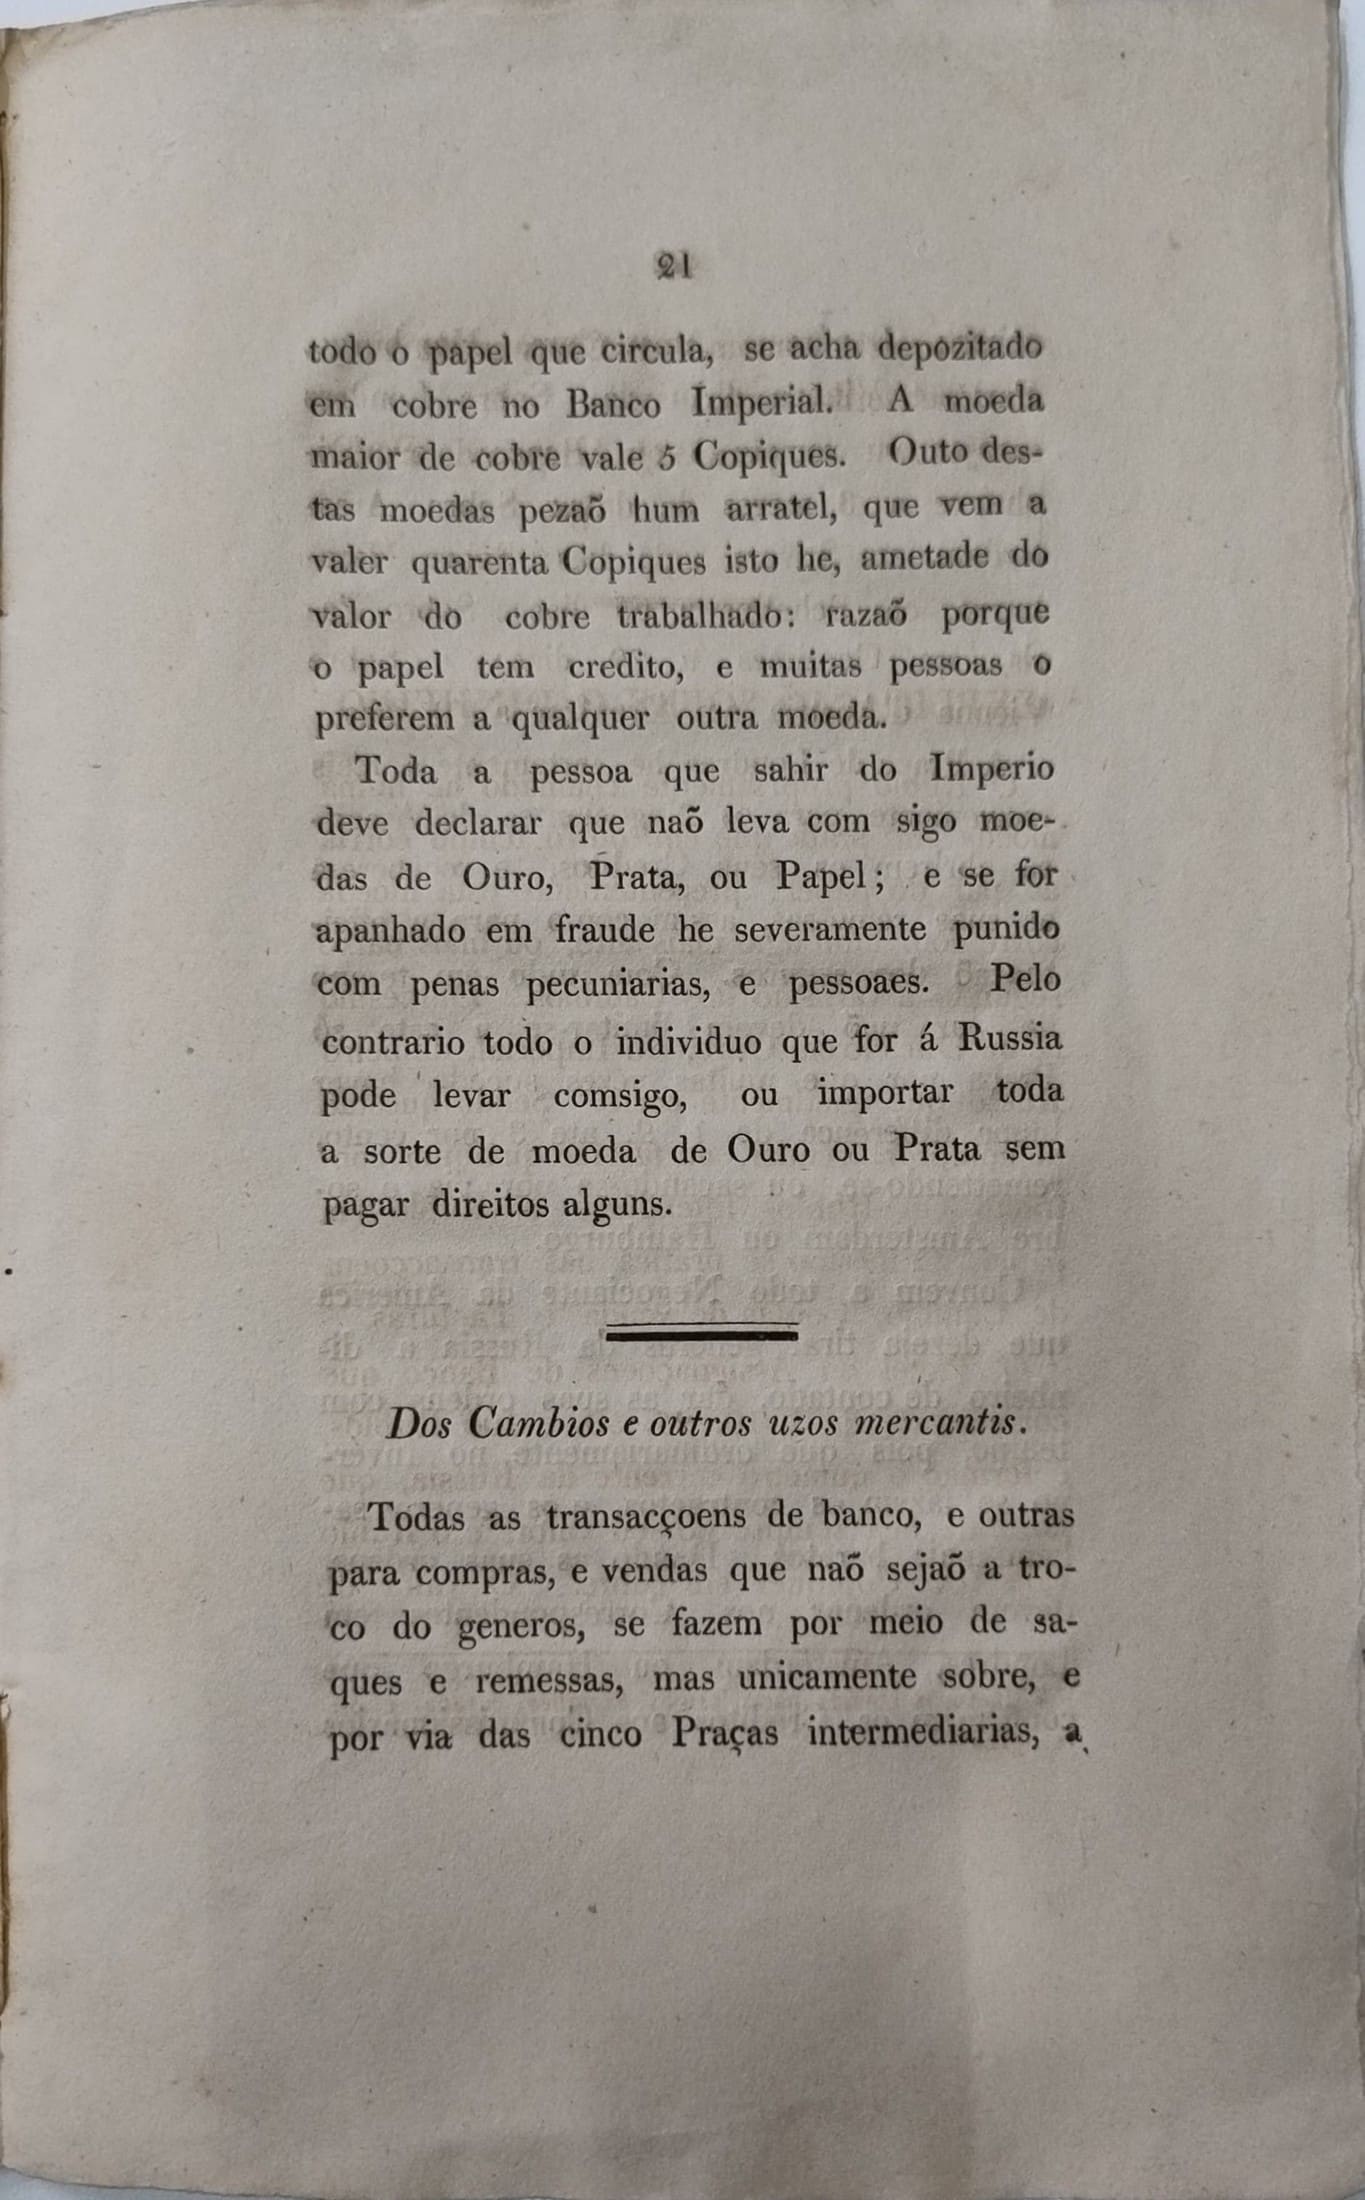 21
todo o papel que circula, se acha depozitado
em cobre no Banco Imperial. A moeda
maior de cobre vale 5 Copiques. Outo des-
tas moedas pezaõ hum arratel, que vem a
valer quarenta Copiques isto he, ametade do
valor do cobre trabalhado: razaõ porque
o papel tem credito, e muitas pessoas o
preferem a qualquer outra moeda.
Toda a pessoa que sahir do Imperio
deve declarar que naõ leva com sigo moe-
das de Ouro, Prata, ou Papel; e se for
apanhado em fraude he severamente punido
com penas pecuniarias, e pessoaes. Pelo
contrario todo o individuo que for á Russia
pode levar comsigo, ou importar toda
a sorte de moeda de Ouro ou Prata sem
pagar direitos alguns.
Dos Cambios e outros uzos mercantis.
Todas as transacçoens de banco, e outras
para compras, e vendas que naõ sejaõ a tro-
co do generos, se fazem por meio de sa-
ques e remessas, mas unicamente sobre, e
por via das cinco Praças intermediarias, a